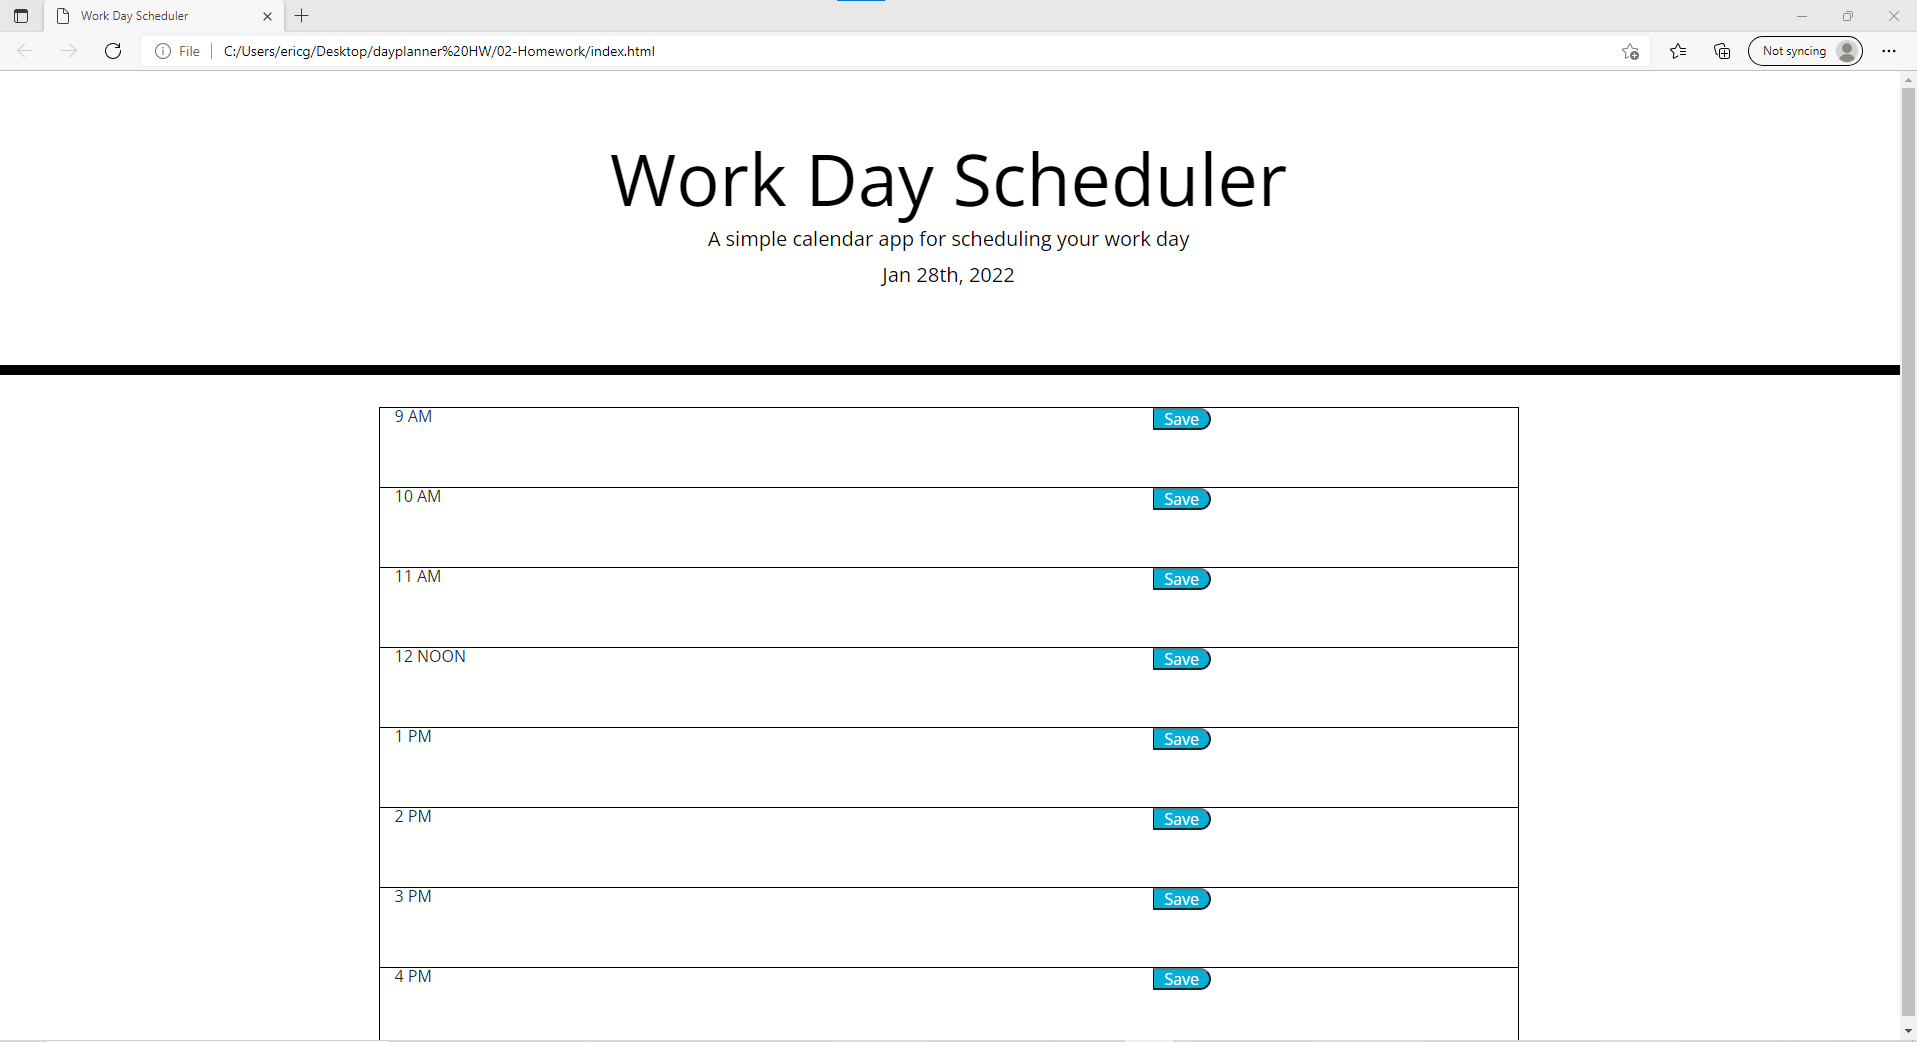 Work Day Scheduler
File C:/Users/ericg/Desktop/dayplanner%20HW/02-Homework/index.html Not syncing
Work Day Scheduler
A simple calendar app for scheduling your work day
Jan 28th, 2022
9 AM Save
10 AM Save
11 AM Save
12 NOON Save
1 PM Save
2 PM Save
3 PM Save
4 PM Save